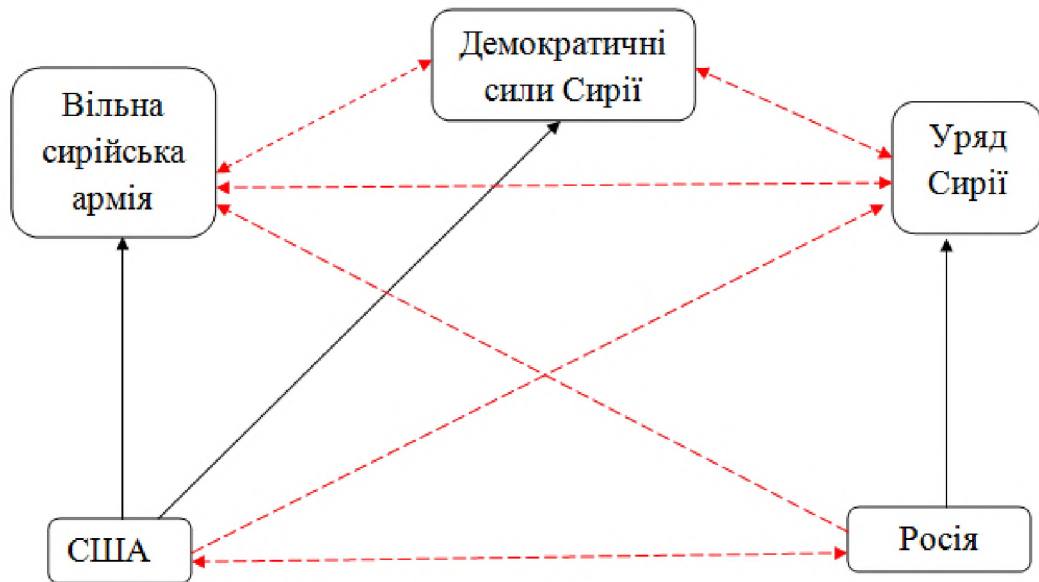 Демократичні
сили Сирії
Вільна
сирійська
армія
Уряд
Сирії
США
Росія